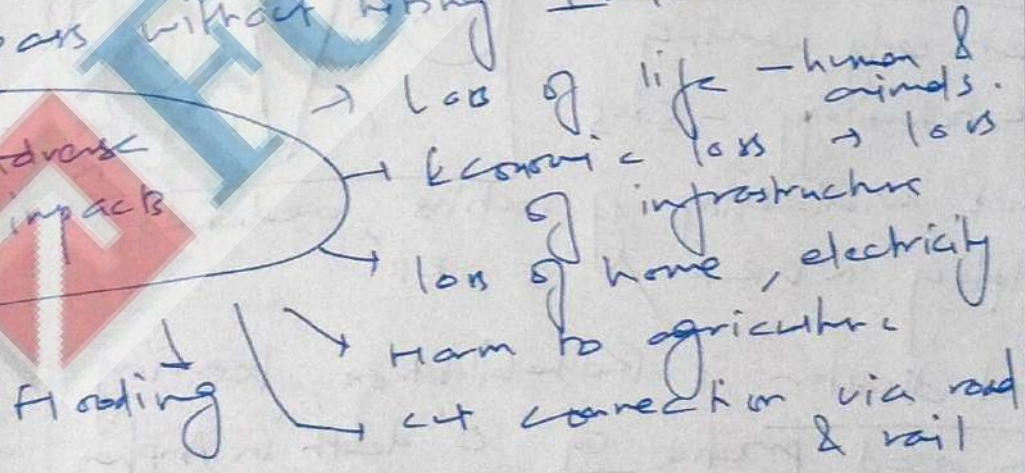 without
→ loss of life – human &
animals.
adverse → Economic loss → loss
impacts of infrastructure
→ loss of home, electricity
→ Harm to agriculture
Flooding → cut connection via road
& rail